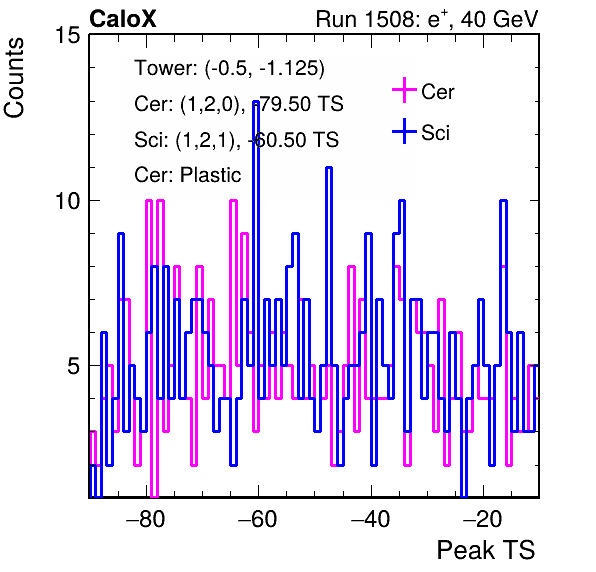 CaloX Run 1508: e⁺, 40 GeV
Counts
15
10
5
Tower: (-0.5, -1.125)
Cer: (1,2,0), -79.50 TS
Sci: (1,2,1), -60.50 TS
Cer: Plastic
Cer
Sci
−80 −60 −40 −20
Peak TS